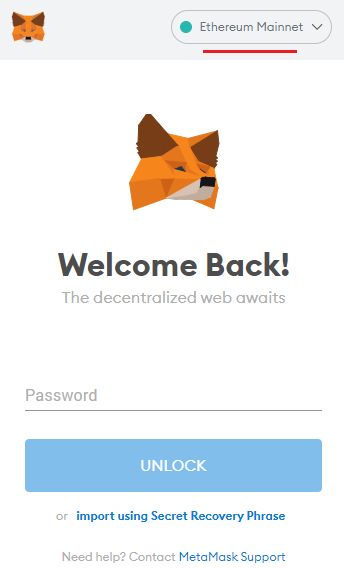 Ethereum Mainnet
Welcome Back!
The decentralized web awaits
Password
UNLOCK
or import using Secret Recovery Phrase
Need help? Contact MetaMask Support